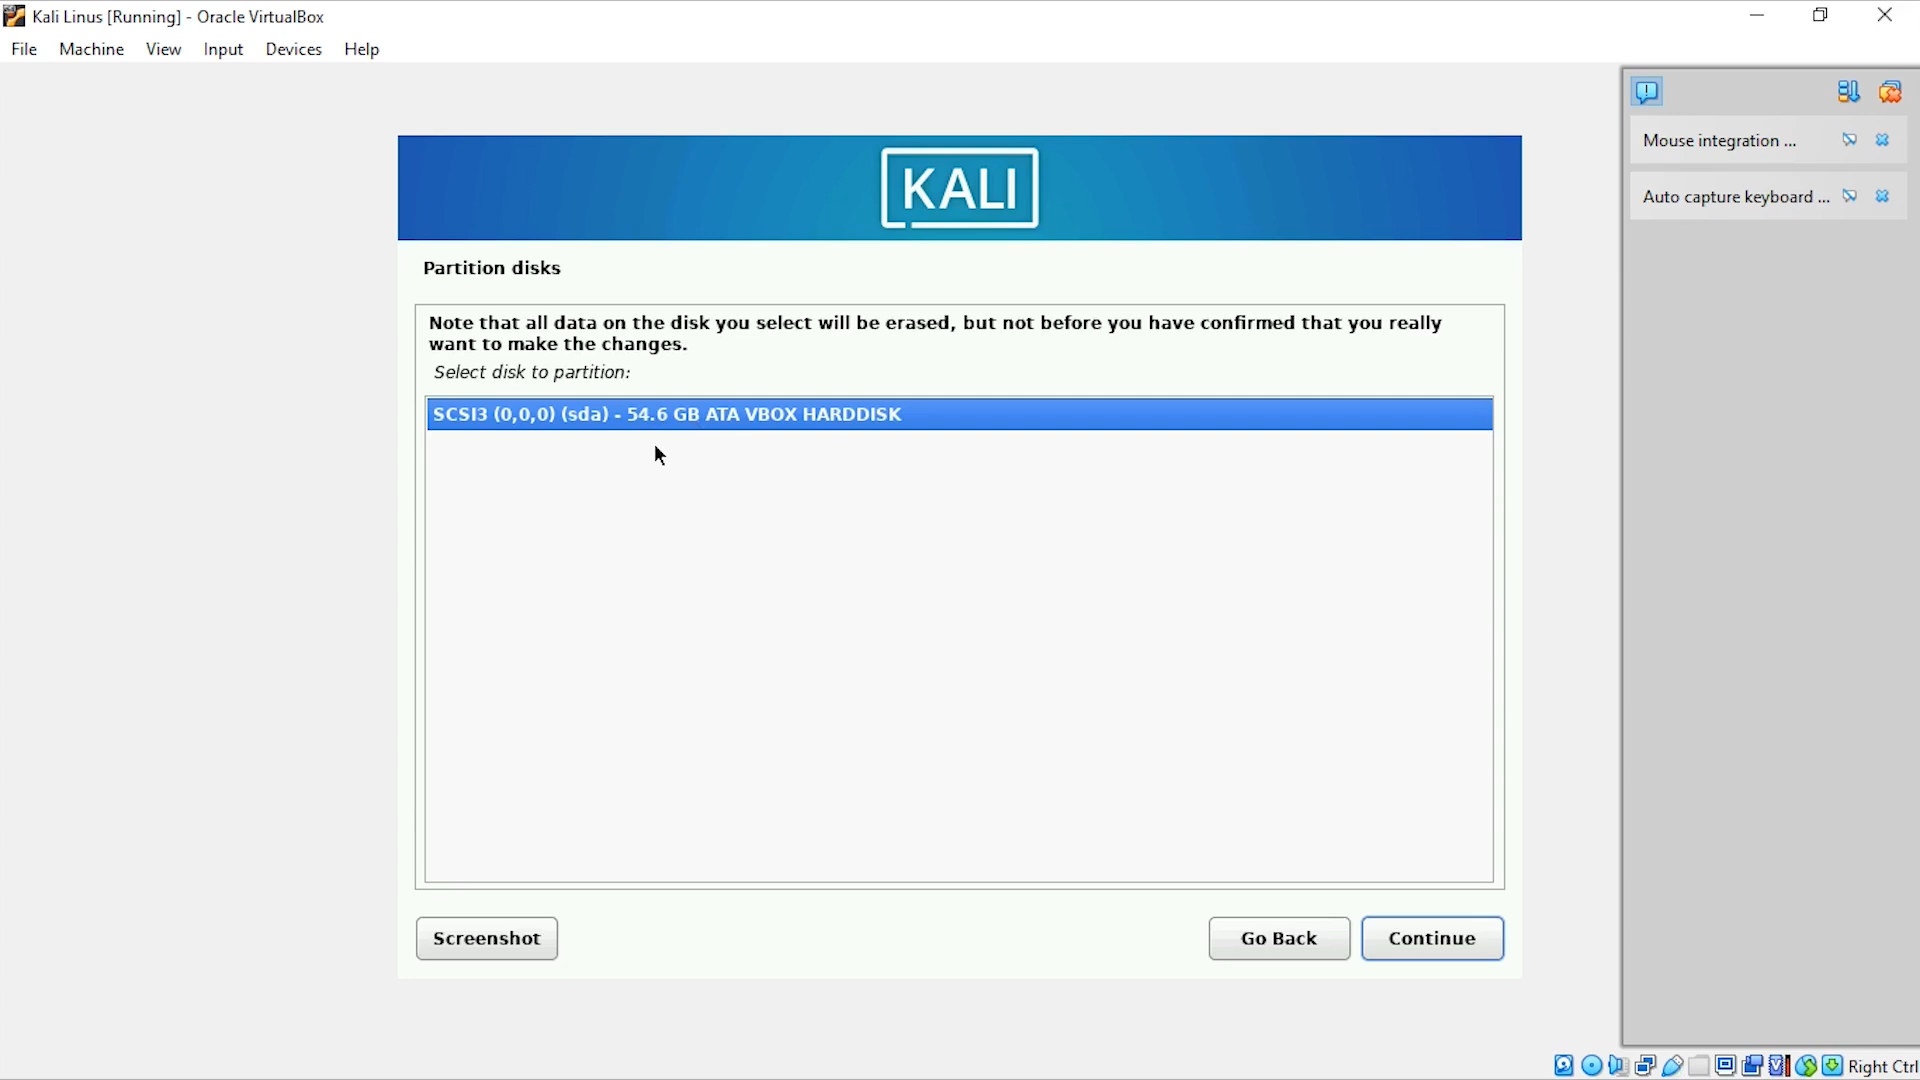 Kali Linus [Running] - Oracle VirtualBox
File Machine View Input Devices Help
KALI
Mouse integration ...
Auto capture keyboard ...
Partition disks
Note that all data on the disk you select will be erased, but not before you have confirmed that you really
want to make the changes.
Select disk to partition:
SCSI3 (0,0,0) (sda) - 54.6 GB ATA VBOX HARDDISK
Screenshot Go Back Continue
Right Ctrl